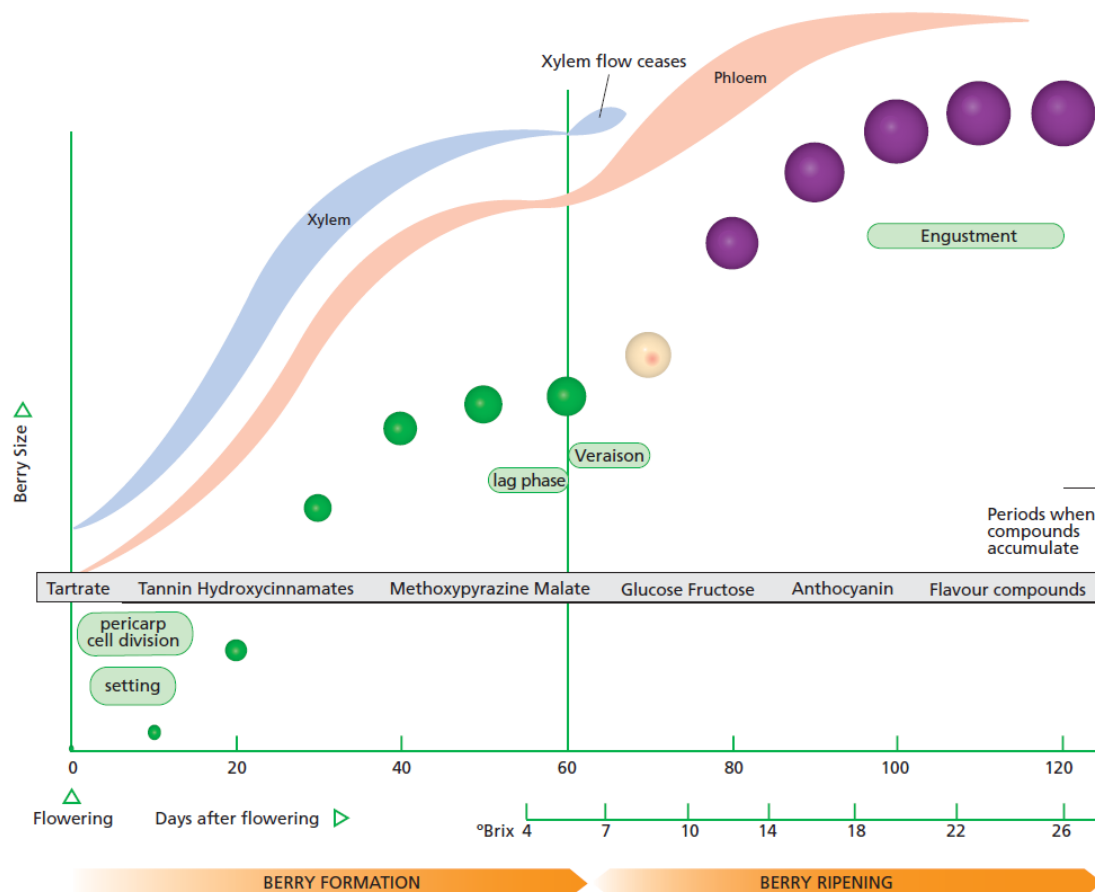 Xylem flow ceases
Phloem
Xylem
Engustment
Berry Size
Veraison
lag phase
Periods when
compounds
accumulate
Tartrate Tannin Hydroxycinnamates Methoxypyrazine Malate Glucose Fructose Anthocyanin Flavour compounds
pericarp
cell division
setting
0 20 40 60 80 100 120
Flowering Days after flowering
°Brix 4 7 10 14 18 22 26
BERRY FORMATION BERRY RIPENING